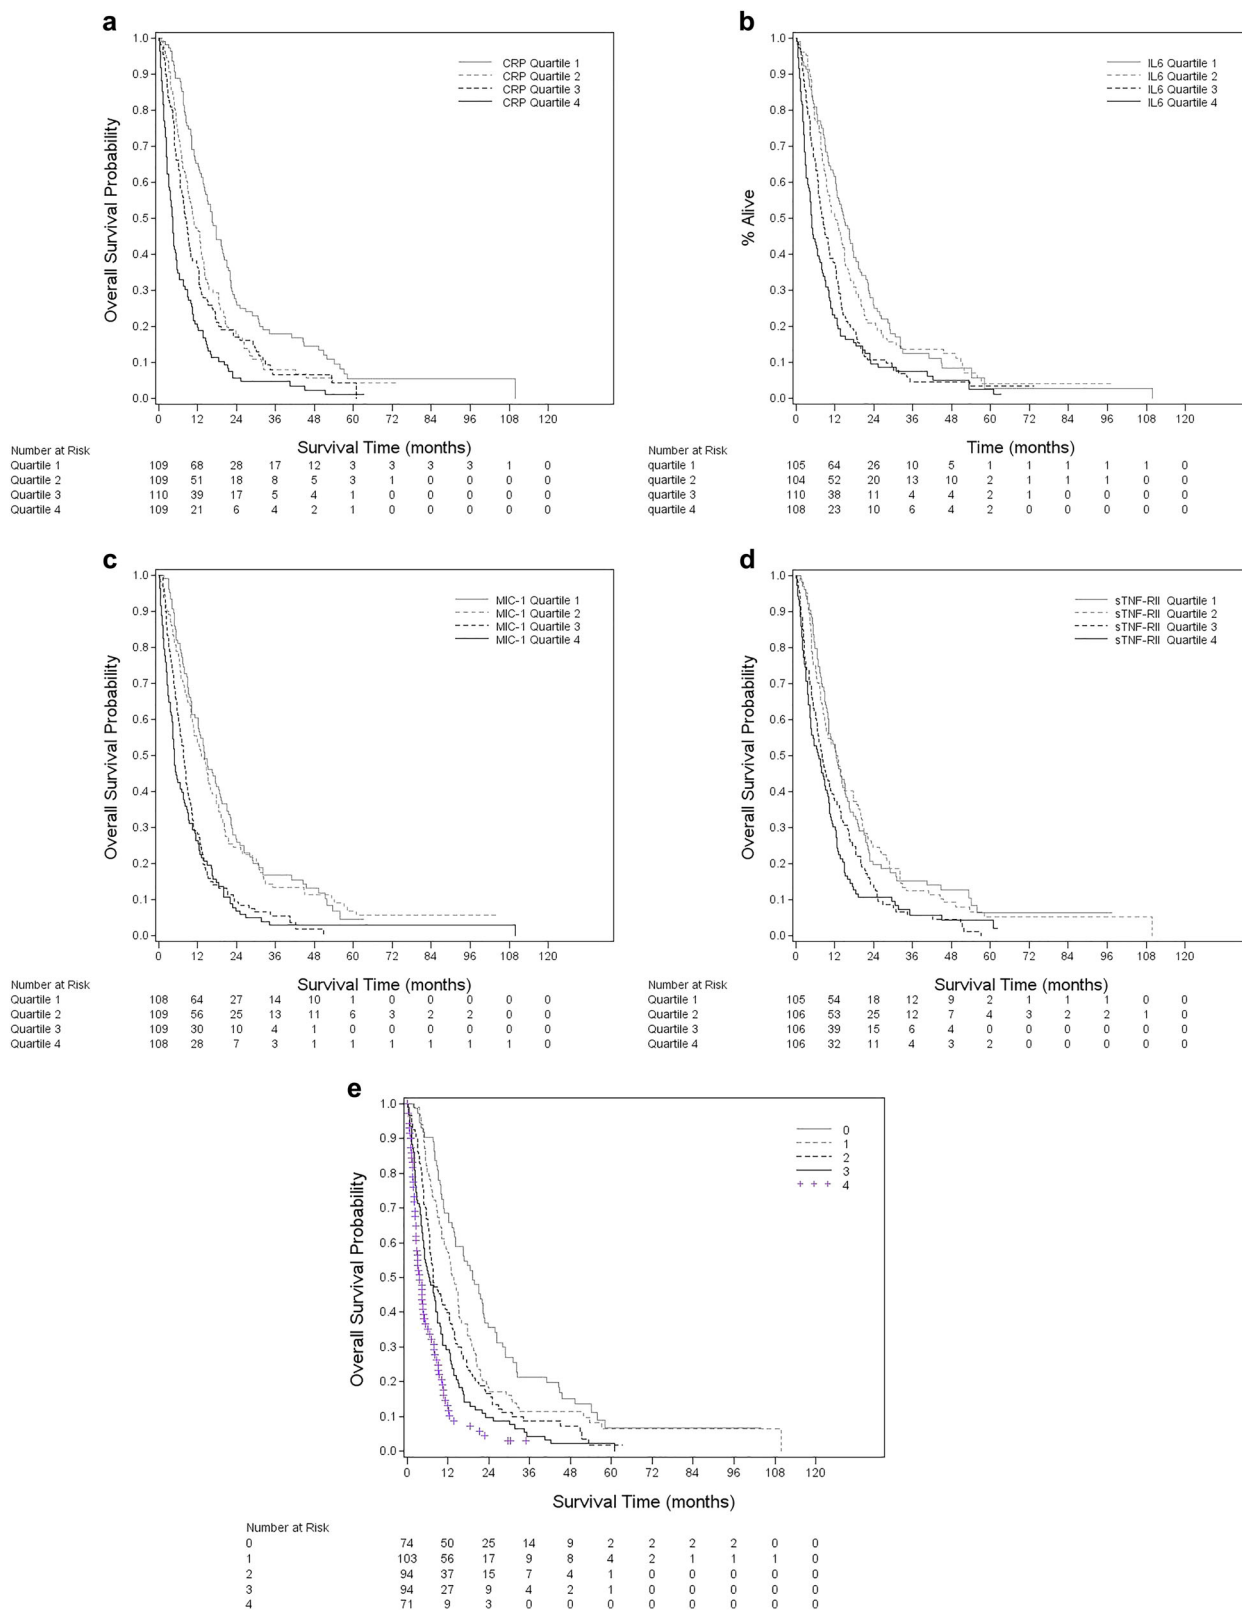 a
1.0
0.9
0.8
0.7
0.6
0.5
0.4
0.3
0.2
0.1
0.0
Overall Survival Probability
CRP Quartile 1
CRP Quartile 2
CRP Quartile 3
CRP Quartile 4
0 12 24 36 48 60 72 84 96 108 120
Survival Time (months)
Number at Risk
Quartile 1 109 68 28 17 12 3 3 3 3 1 0
Quartile 2 109 51 18 8 5 3 1 0 0 0 0
Quartile 3 110 39 17 5 4 1 0 0 0 0 0
Quartile 4 109 21 6 4 2 1 0 0 0 0 0
b
1.0
0.9
0.8
0.7
0.6
0.5
0.4
0.3
0.2
0.1
0.0
% Alive
IL6 Quartile 1
IL6 Quartile 2
IL6 Quartile 3
IL6 Quartile 4
0 12 24 36 48 60 72 84 96 108 120
Time (months)
Number at Risk
quartile 1 105 64 26 10 5 1 1 1 1 1 0
quartile 2 104 52 20 13 10 2 1 1 1 0 0
quartile 3 110 38 11 4 4 2 1 0 0 0 0
quartile 4 108 23 10 6 4 2 0 0 0 0 0
c
1.0
0.9
0.8
0.7
0.6
0.5
0.4
0.3
0.2
0.1
0.0
Overall Survival Probability
MIC-1 Quartile 1
MIC-1 Quartile 2
MIC-1 Quartile 3
MIC-1 Quartile 4
0 12 24 36 48 60 72 84 96 108 120
Survival Time (months)
Number at Risk
Quartile 1 108 64 27 14 10 1 0 0 0 0 0
Quartile 2 109 56 25 13 11 6 3 2 2 0 0
Quartile 3 109 30 10 4 1 0 0 0 0 0 0
Quartile 4 108 28 7 3 1 1 1 1 1 1 0
d
1.0
0.9
0.8
0.7
0.6
0.5
0.4
0.3
0.2
0.1
0.0
Overall Survival Probability
sTNF-RII Quartile 1
sTNF-RII Quartile 2
sTNF-RII Quartile 3
sTNF-RII Quartile 4
0 12 24 36 48 60 72 84 96 108 120
Survival Time (months)
Number at Risk
Quartile 1 105 54 18 12 9 2 1 1 1 0 0
Quartile 2 106 53 25 12 7 4 3 2 2 1 0
Quartile 3 106 39 15 6 4 0 0 0 0 0 0
Quartile 4 106 32 11 4 3 2 0 0 0 0 0
e
1.0
0.9
0.8
0.7
0.6
0.5
0.4
0.3
0.2
0.1
0.0
Overall Survival Probability
0
1
2
3
4
0 12 24 36 48 60 72 84 96 108 120
Survival Time (months)
Number at Risk
0 74 50 25 14 9 2 2 2 2 0 0
1 103 56 17 9 8 4 2 1 1 1 0
2 94 37 15 7 4 1 0 0 0 0 0
3 94 27 9 4 2 1 0 0 0 0 0
4 71 9 3 0 0 0 0 0 0 0 0